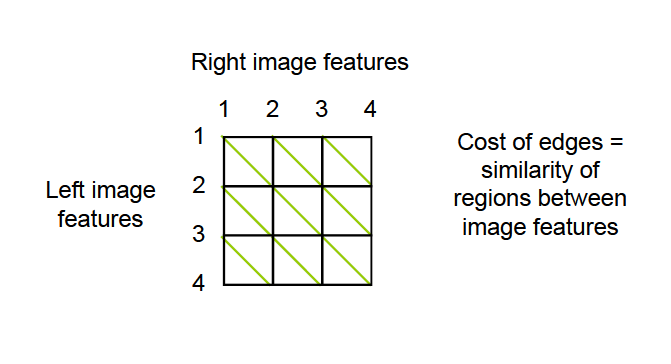 Right image features
1 2 3 4
1
2
3
4
Left image
features
Cost of edges =
similarity of
regions between
image features